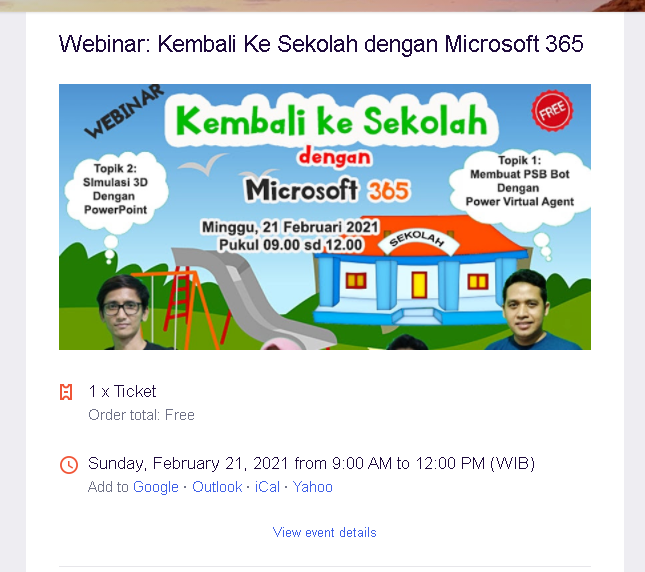 Webinar: Kembali Ke Sekolah dengan Microsoft 365
WEBINAR
Kembali ke Sekolah
FREE
dengan
Microsoft 365
Topik 2:
SImulasi 3D
Dengan
PowerPoint
Topik 1:
Membuat PSB Bot
Dengan
Power Virtual Agent
Minggu, 21 Februari 2021
Pukul 09.00 sd 12.00
SEKOLAH
1 x Ticket
Order total: Free
Sunday, February 21, 2021 from 9:00 AM to 12:00 PM (WIB)
Add to Google · Outlook · iCal · Yahoo
View event details